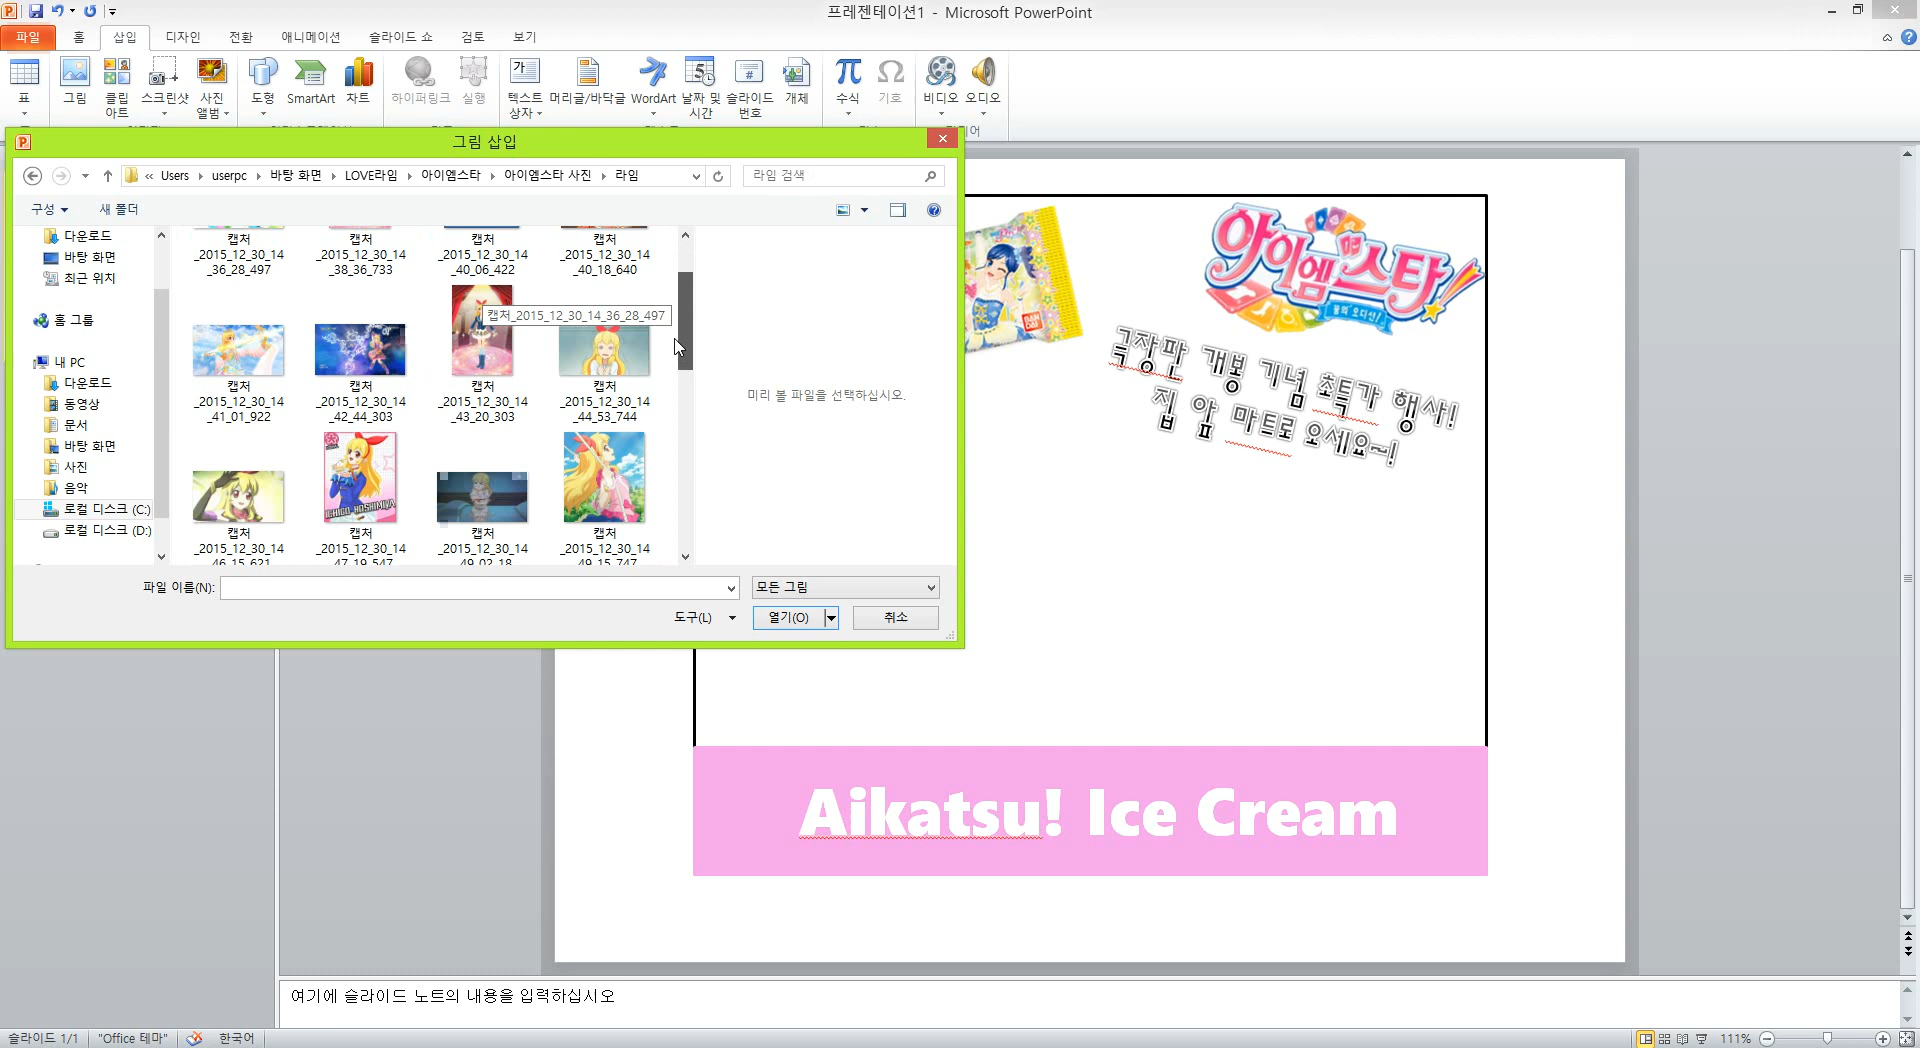 프레젠테이션1 - Microsoft PowerPoint
파일 홈 삽입 디자인 전환 애니메이션 슬라이드 쇼 검토 보기
표 그림 클립 아트 스크린샷 사진 앨범 도형 SmartArt 차트 하이퍼링크 실행 텍스트 상자 머리글/바닥글 WordArt 날짜 및 시간 슬라이드 번호 개체 수식 기호 비디오 오디오
그림 삽입
« Users userpc 바탕 화면 LOVE라임 아이엠스타 아이엠스타 사진 라임
라임 검색
구성 새 폴더
다운로드
바탕 화면
최근 위치
홈 그룹
내 PC
다운로드
동영상
문서
바탕 화면
사진
음악
로컬 디스크 (C:)
로컬 디스크 (D:)
캡처 캡처 캡처 캡처
_2015_12_30_14 _2015_12_30_14 _2015_12_30_14 _2015_12_30_14
_36_28_497 _38_36_733 _40_06_422 _40_18_640
캡처_2015_12_30_14_36_28_497
캡처 캡처 캡처 캡처
_2015_12_30_14 _2015_12_30_14 _2015_12_30_14 _2015_12_30_14
_41_01_922 _42_44_303 _43_20_303 _44_53_744
ICHIGO HOSHIMIYA
캡처 캡처 캡처 캡처
_2015_12_30_14 _2015_12_30_14 _2015_12_30_14 _2015_12_30_14
_46_15_621 _47_19_547 _49_02_18 _49_15_747
미리 볼 파일을 선택하십시오.
파일 이름(N):
모든 그림
도구(L) 열기(O) 취소
BANDAI
아이엠스타!
꿈의 오디션!
극장판 개봉 기념 초특가 행사!
집 앞 마트로 오세요~!
Aikatsu! Ice Cream
여기에 슬라이드 노트의 내용을 입력하십시오
슬라이드 1/1 "Office 테마" 한국어
111%